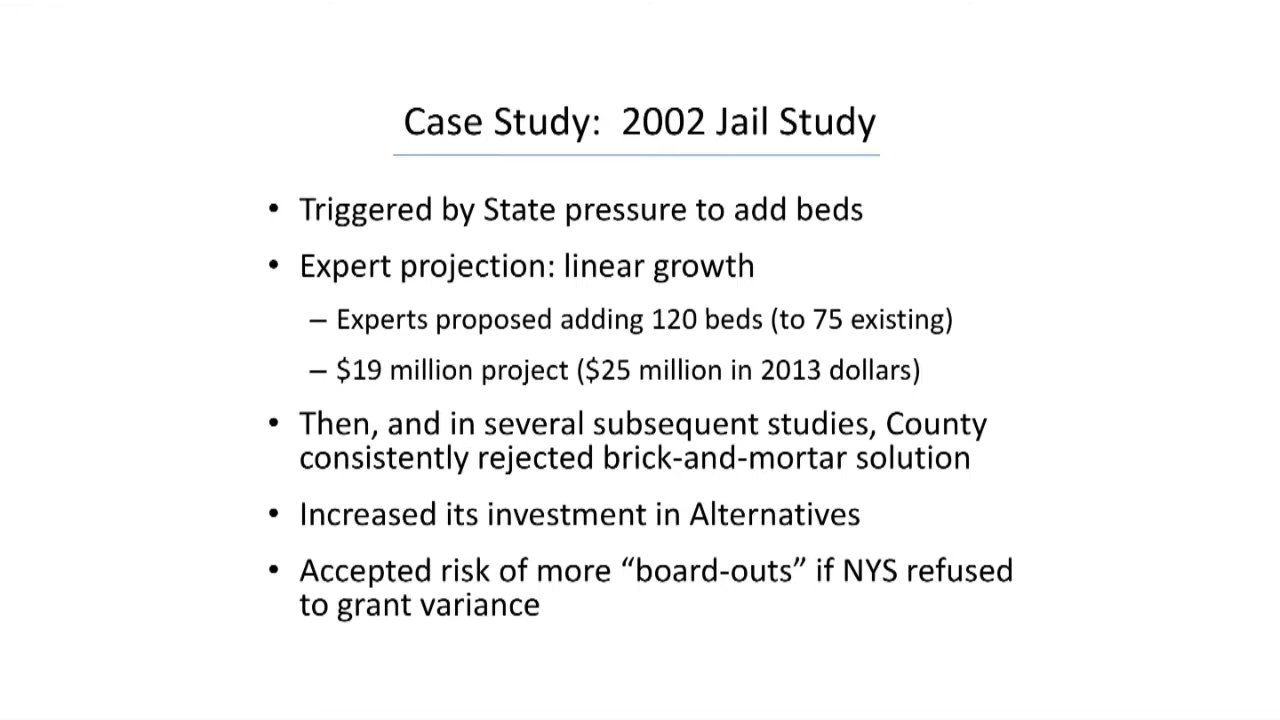 Case Study:  2002 Jail Study
• Triggered by State pressure to add beds
• Expert projection: linear growth
– Experts proposed adding 120 beds (to 75 existing)
– $19 million project ($25 million in 2013 dollars)
• Then, and in several subsequent studies, County
consistently rejected brick-and-mortar solution
• Increased its investment in Alternatives
• Accepted risk of more “board-outs” if NYS refused
to grant variance